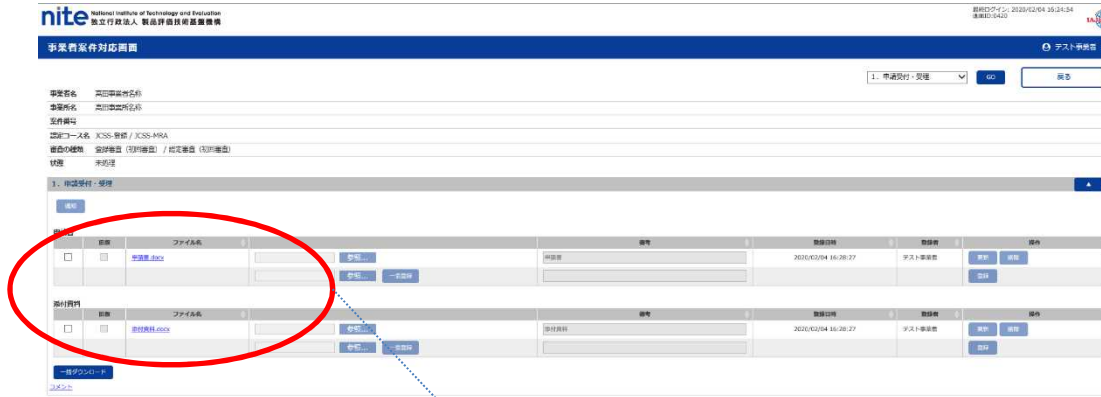 nite National Institute of Technology and Evaluation
独立行政法人 製品評価技術基盤機構
最終ログイン: 2020/02/04 16:24:54
事業者案件対応画面 テスト事業者
1. 申請受付・受理 GO 戻る
事業者名 高田事業者名称
事業所名 高田事業所名称
案件番号
認定コース名 JCSS-登録 / JCSS-MRA
審査の種類 登録審査（初回審査） / 認定審査（初回審査）
状態 未処理
1. 申請受付・受理
通知
ファイル名 備考 登録日時 登録者 操作
申請書.docx 参照... 申請書 2020/02/04 16:28:27 テスト事業者 更新 削除
参照... 一括登録 登録
添付資料
ファイル名 備考 登録日時 登録者 操作
添付資料.docx 参照... 添付資料 2020/02/04 16:28:27 テスト事業者 更新 削除
参照... 一括登録 登録
一括ダウンロード
コメント